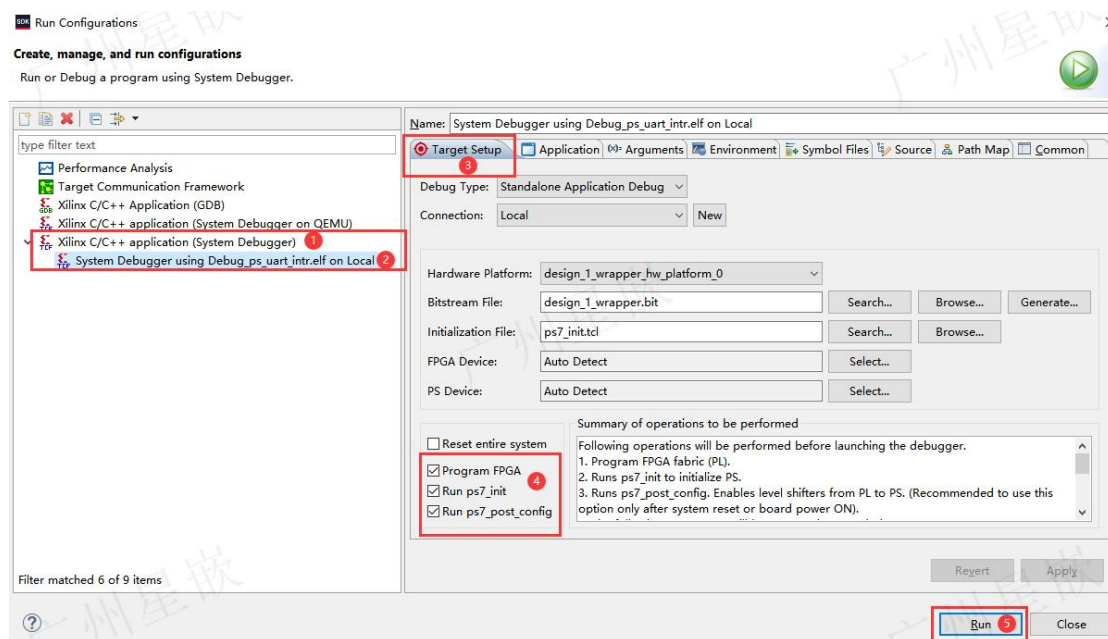 SDK Run Configurations
Create, manage, and run configurations
Run or Debug a program using System Debugger.
type filter text
Performance Analysis
Target Communication Framework
Xilinx C/C++ Application (GDB)
Xilinx C/C++ application (System Debugger on QEMU)
Xilinx C/C++ application (System Debugger) 1
System Debugger using Debug_ps_uart_intr.elf on Local 2
Filter matched 6 of 9 items
Name: System Debugger using Debug_ps_uart_intr.elf on Local
Target Setup Application (x)= Arguments Environment Symbol Files Source Path Map Common
3
Debug Type: Standalone Application Debug
Connection: Local New
Hardware Platform: design_1_wrapper_hw_platform_0
Bitstream File: design_1_wrapper.bit Search... Browse... Generate...
Initialization File: ps7_init.tcl Search... Browse...
FPGA Device: Auto Detect Select...
PS Device: Auto Detect Select...
Reset entire system
Program FPGA
Run ps7_init
Run ps7_post_config
4
Summary of operations to be performed
Following operations will be performed before launching the debugger.
1. Program FPGA fabric (PL).
2. Runs ps7_init to initialize PS.
3. Runs ps7_post_config. Enables level shifters from PL to PS. (Recommended to use this
option only after system reset or board power ON).
Revert Apply
Run 5 Close
广州星嵌